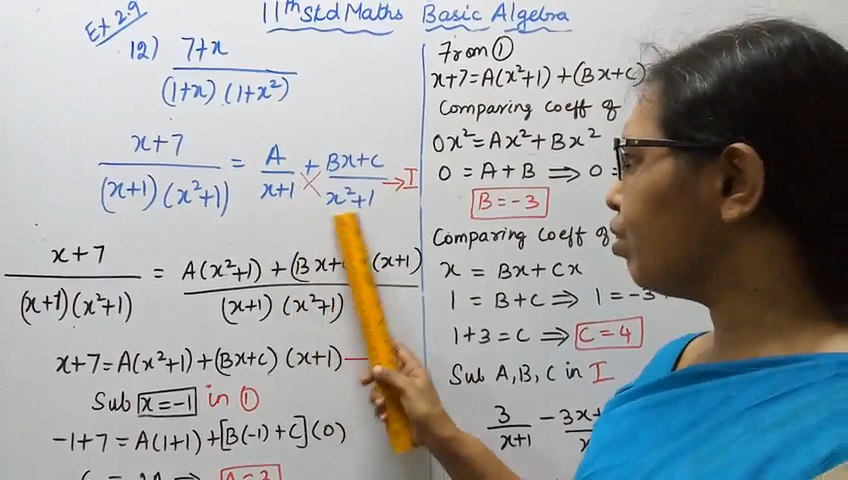 11th Std Maths Basic Algebra
Ex 2.9
12) 7+x
(1+x) (1+x²)
x+7 / (x+1) (x²+1) = A / x+1 + Bx+C / x²+1 → I
x+7 / (x+1)(x²+1) = A(x²+1) + (Bx+ (x+1) / (x+1) (x²+1)
x+7 = A(x²+1) + (Bx+C) (x+1)
Sub x=-1 in ①
-1+7 = A(1+1) + [B(-1) + C] (0)
From ①
x+7 = A(x²+1) + (Bx+C)
Comparing coeff of
0x² = Ax² + Bx²
0 = A + B ⇒ 0 =
B = -3
Comparing coeff of
x = Bx + Cx
1 = B + C ⇒ 1 = -3
1+3 = C ⇒ C = 4
Sub A, B, C in I
3 / x+1 -3x+